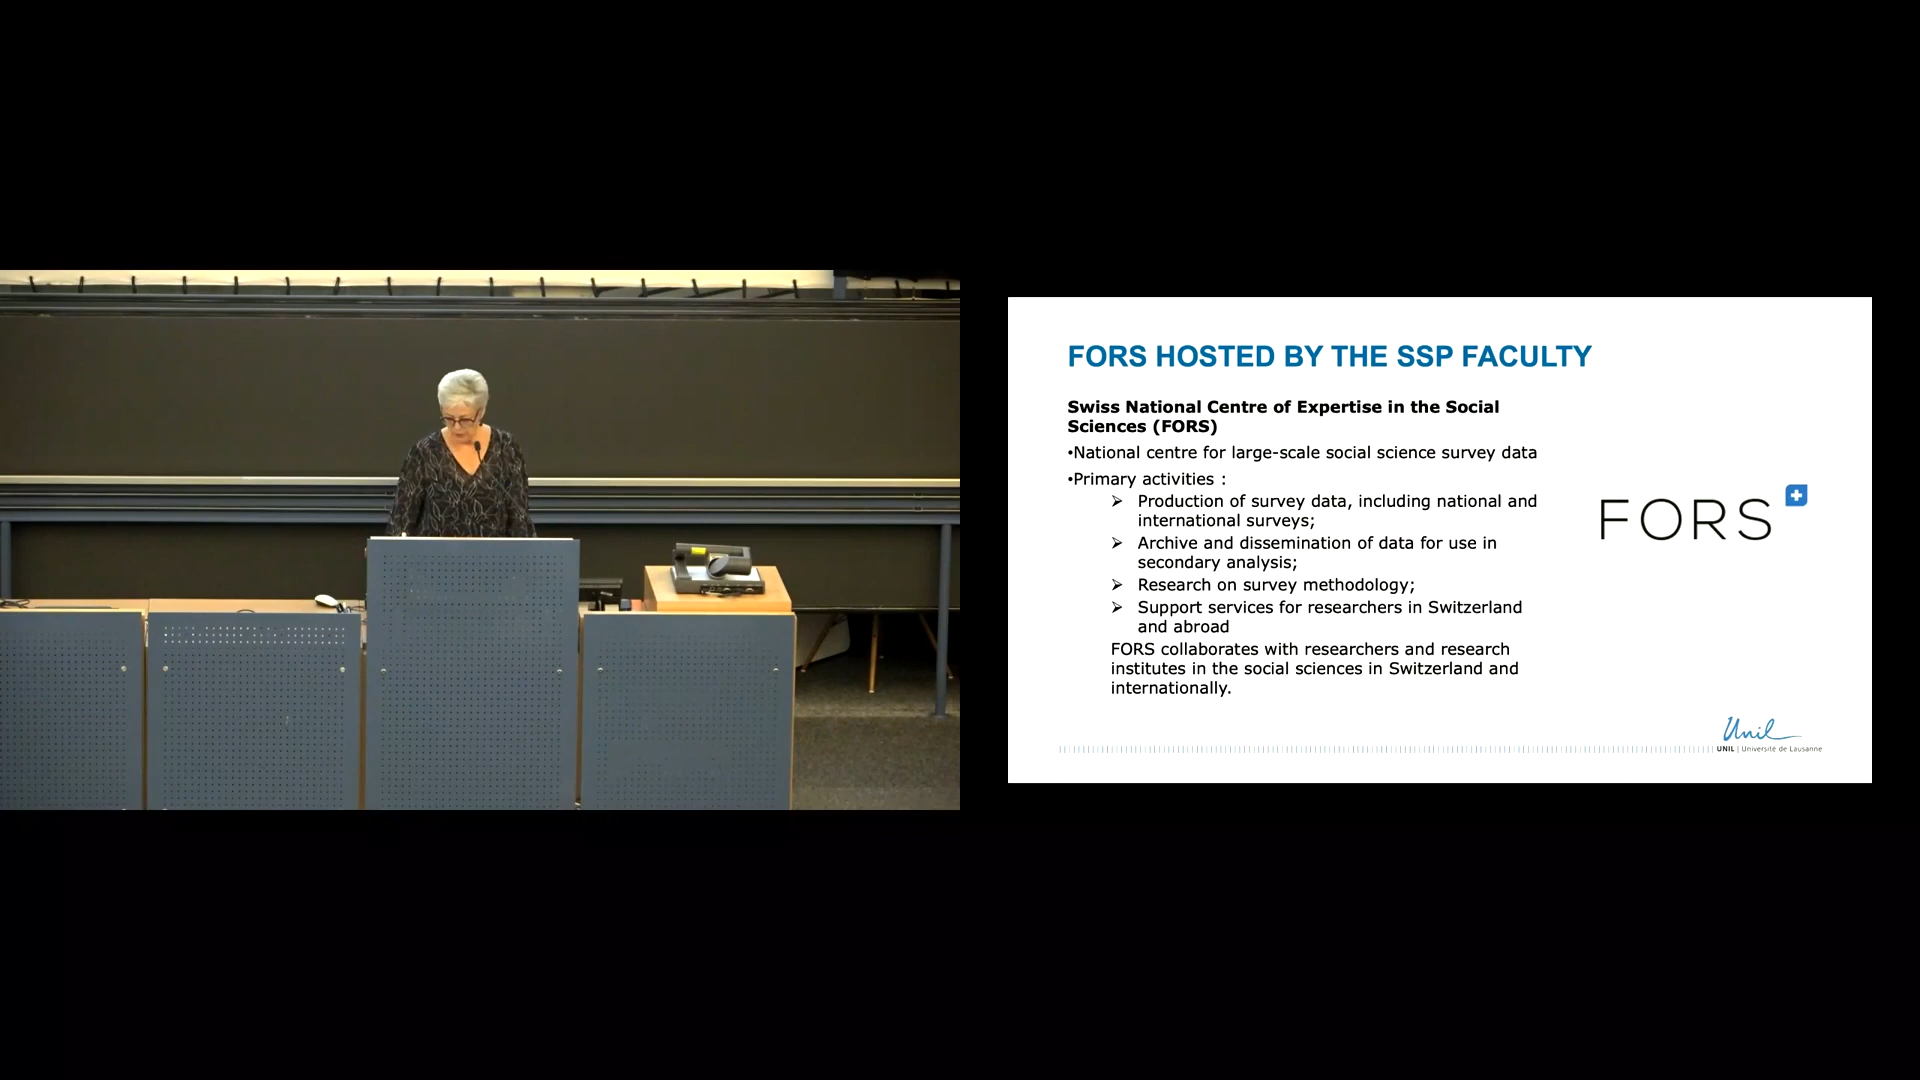 FORS HOSTED BY THE SSP FACULTY
Swiss National Centre of Expertise in the Social
Sciences (FORS)
•National centre for large-scale social science survey data
•Primary activities :
➢ Production of survey data, including national and
international surveys;
➢ Archive and dissemination of data for use in
secondary analysis;
➢ Research on survey methodology;
➢ Support services for researchers in Switzerland
and abroad
FORS collaborates with researchers and research
institutes in the social sciences in Switzerland and
internationally.
FORS
Unil
UNIL | Université de Lausanne